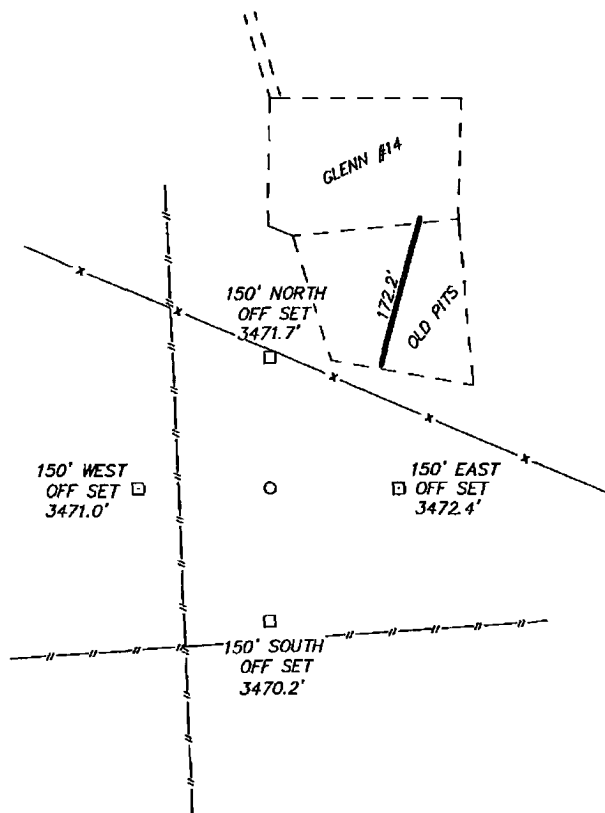 GLENN #14
172.2'
OLD PITS
150' NORTH
OFF SET
3471.7'
150' WEST
OFF SET
3471.0'
150' EAST
OFF SET
3472.4'
150' SOUTH
OFF SET
3470.2'